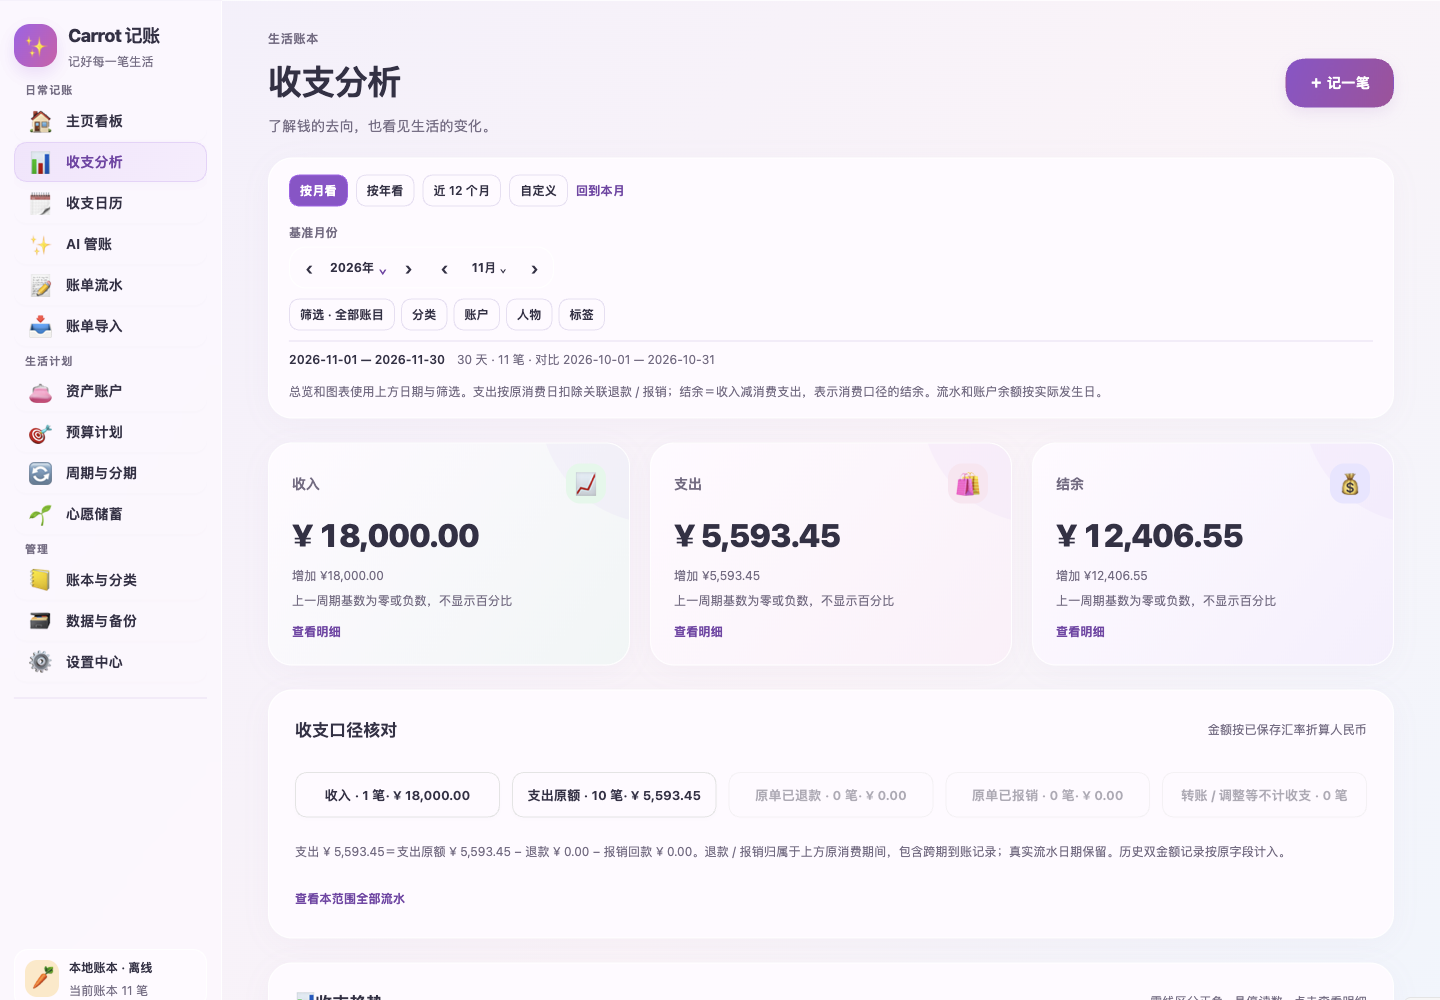 Carrot 记账
记好每一笔生活
日常记账
主页看板
收支分析
收支日历
AI 管账
账单流水
账单导入
生活计划
资产账户
预算计划
周期与分期
心愿储蓄
管理
账本与分类
数据与备份
设置中心
本地账本 · 离线
当前账本 11 笔
生活账本
收支分析
了解钱的去向，也看见生活的变化。
+ 记一笔
按月看 按年看 近 12 个月 自定义 回到本月
基准月份
‹ 2026年 › ‹ 11月 ›
筛选 · 全部账目 分类 账户 人物 标签
2026-11-01 — 2026-11-30 30 天 · 11 笔 · 对比 2026-10-01 — 2026-10-31
总览和图表使用上方日期与筛选。支出按原消费日扣除关联退款 / 报销；结余＝收入减消费支出，表示消费口径的结余。流水和账户余额按实际发生日。
收入
¥ 18,000.00
增加 ¥18,000.00
上一周期基数为零或负数，不显示百分比
查看明细
支出
¥ 5,593.45
增加 ¥5,593.45
上一周期基数为零或负数，不显示百分比
查看明细
结余
¥ 12,406.55
增加 ¥12,406.55
上一周期基数为零或负数，不显示百分比
查看明细
收支口径核对
金额按已保存汇率折算人民币
收入 · 1 笔· ¥ 18,000.00
支出原额 · 10 笔· ¥ 5,593.45
原单已退款 · 0 笔· ¥ 0.00
原单已报销 · 0 笔· ¥ 0.00
转账 / 调整等不计收支 · 0 笔
支出 ¥ 5,593.45＝支出原额 ¥ 5,593.45 − 退款 ¥ 0.00 − 报销回款 ¥ 0.00。退款 / 报销归属于上方原消费期间，包含跨期到账记录；真实流水日期保留。历史双金额记录按原字段计入。
查看本范围全部流水
收支趋势